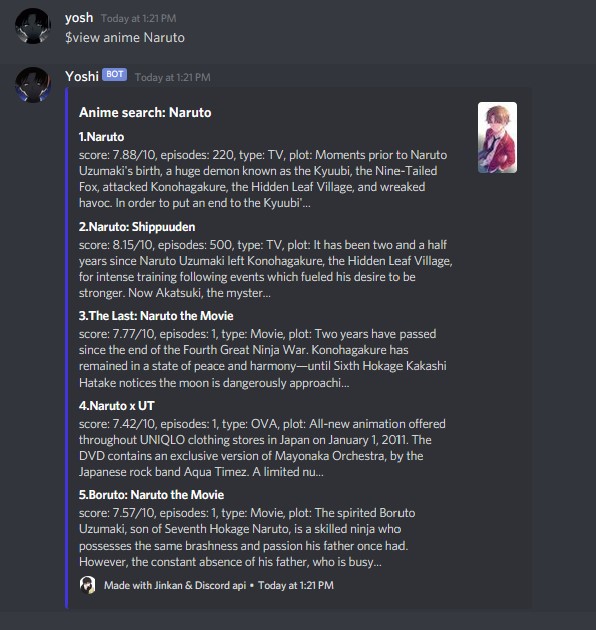 yosh Today at 1:21 PM
$view anime Naruto
Yoshi BOT Today at 1:21 PM
Anime search: Naruto
1.Naruto
score: 7.88/10, episodes: 220, type: TV, plot: Moments prior to Naruto
Uzumaki's birth, a huge demon known as the Kyuubi, the Nine-Tailed
Fox, attacked Konohagakure, the Hidden Leaf Village, and wreaked
havoc. In order to put an end to the Kyuubi'...
2.Naruto: Shippuuden
score: 8.15/10, episodes: 500, type: TV, plot: It has been two and a half
years since Naruto Uzumaki left Konohagakure, the Hidden Leaf Village,
for intense training following events which fueled his desire to be
stronger. Now Akatsuki, the myster...
3.The Last: Naruto the Movie
score: 7.77/10, episodes: 1, type: Movie, plot: Two years have passed
since the end of the Fourth Great Ninja War. Konohagakure has
remained in a state of peace and harmony—until Sixth Hokage Kakashi
Hatake notices the moon is dangerously approachi...
4.Naruto x UT
score: 7.42/10, episodes: 1, type: OVA, plot: All-new animation offered
throughout UNIQLO clothing stores in Japan on January 1, 2011. The
DVD contains an exclusive version of Mayonaka Orchestra, by the
Japanese rock band Aqua Timez. A limited nu...
5.Boruto: Naruto the Movie
score: 7.57/10, episodes: 1, type: Movie, plot: The spirited Boruto
Uzumaki, son of Seventh Hokage Naruto, is a skilled ninja who
possesses the same brashness and passion his father once had.
However, the constant absence of his father, who is busy...
Made with Jinkan & Discord api • Today at 1:21 PM